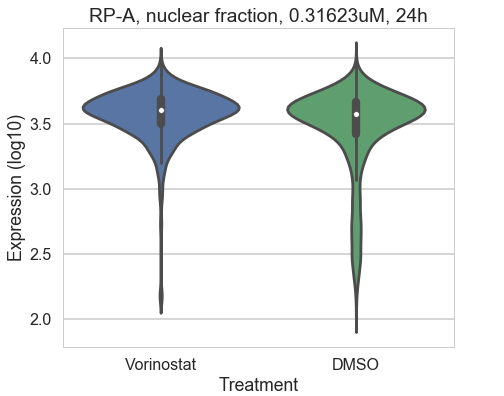 RP-A, nuclear fraction, 0.31623uM, 24h
Expression (log10)
4.0
3.5
3.0
2.5
2.0
Vorinostat DMSO
Treatment